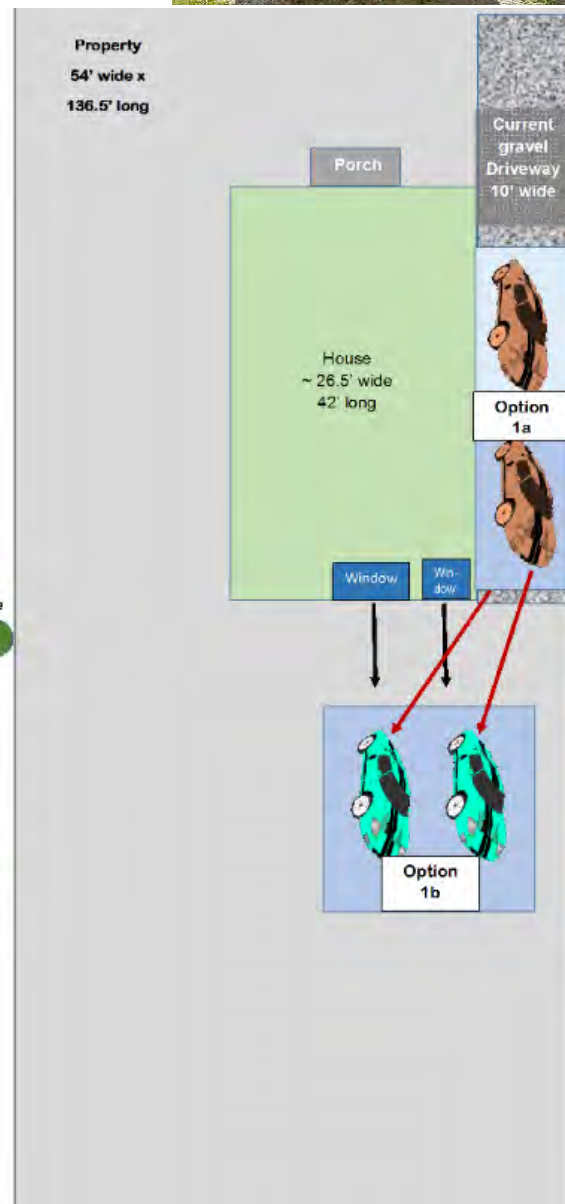 Property
54' wide x
136.5' long
Current
gravel
Driveway
10' wide
Porch
House
~ 26.5' wide
42' long
Option
1a
Window
Win-
dow
Option
1b